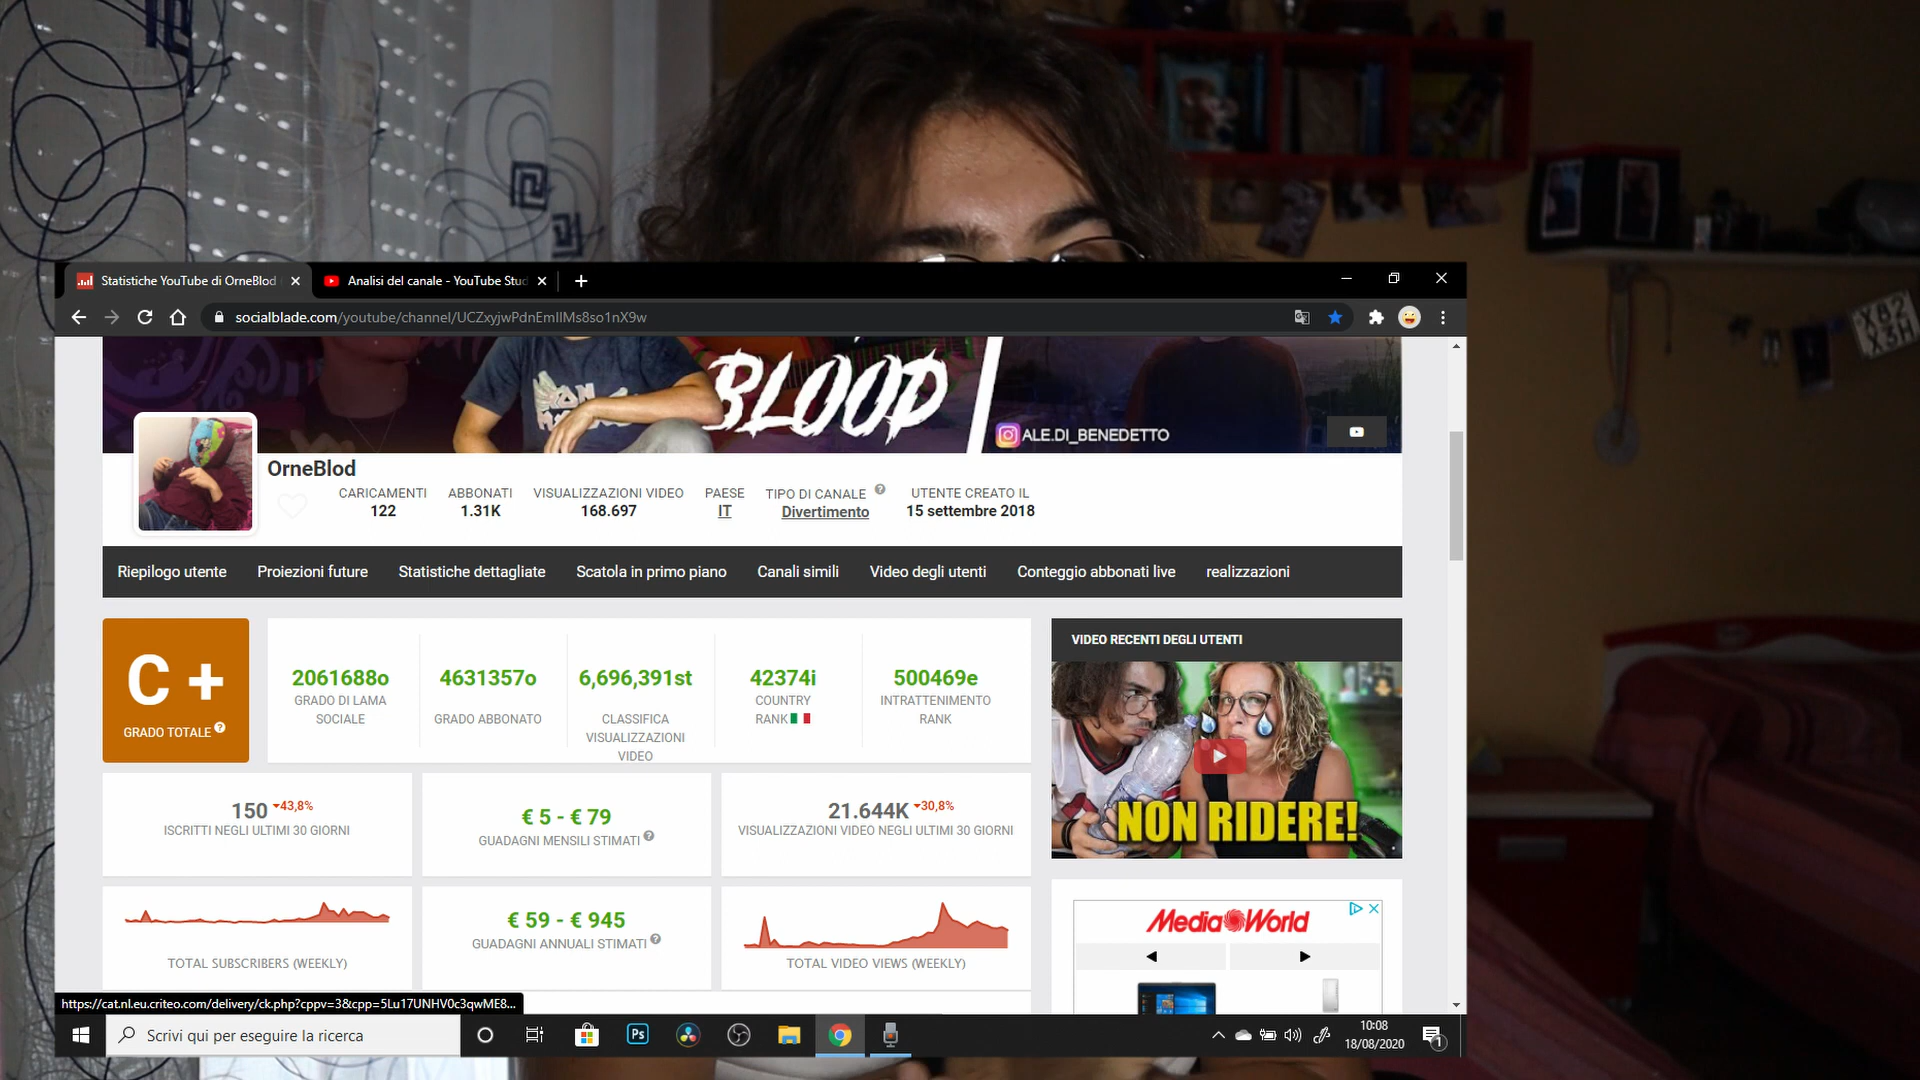 Statistiche YouTube di OrneBlod
Analisi del canale - YouTube Stud
socialblade.com/youtube/channel/UCZxyjwPdnEmIlMs8so1nX9w
BLOOD
ALE.DI_BENEDETTO
OrneBlod
CARICAMENTI ABBONATI VISUALIZZAZIONI VIDEO PAESE TIPO DI CANALE ? UTENTE CREATO IL
122 1.31K 168.697 IT Divertimento 15 settembre 2018
Riepilogo utente Proiezioni future Statistiche dettagliate Scatola in primo piano Canali simili Video degli utenti Conteggio abbonati live realizzazioni
C +
GRADO TOTALE ?
2061688o
GRADO DI LAMA
SOCIALE
4631357o
GRADO ABBONATO
6,696,391st
CLASSIFICA
VISUALIZZAZIONI
VIDEO
42374i
COUNTRY
RANK
500469e
INTRATTENIMENTO
RANK
VIDEO RECENTI DEGLI UTENTI
NON RIDERE!
150 43,8%
ISCRITTI NEGLI ULTIMI 30 GIORNI
€ 5 - € 79
GUADAGNI MENSILI STIMATI ?
21.644K 30,8%
VISUALIZZAZIONI VIDEO NEGLI ULTIMI 30 GIORNI
TOTAL SUBSCRIBERS (WEEKLY)
€ 59 - € 945
GUADAGNI ANNUALI STIMATI ?
TOTAL VIDEO VIEWS (WEEKLY)
MediaWorld
https://cat.nl.eu.criteo.com/delivery/ck.php?cppv=3&cpp=5Lu17UNHV0c3qwME8...
Scrivi qui per eseguire la ricerca
Ps
10:08
18/08/2020
1